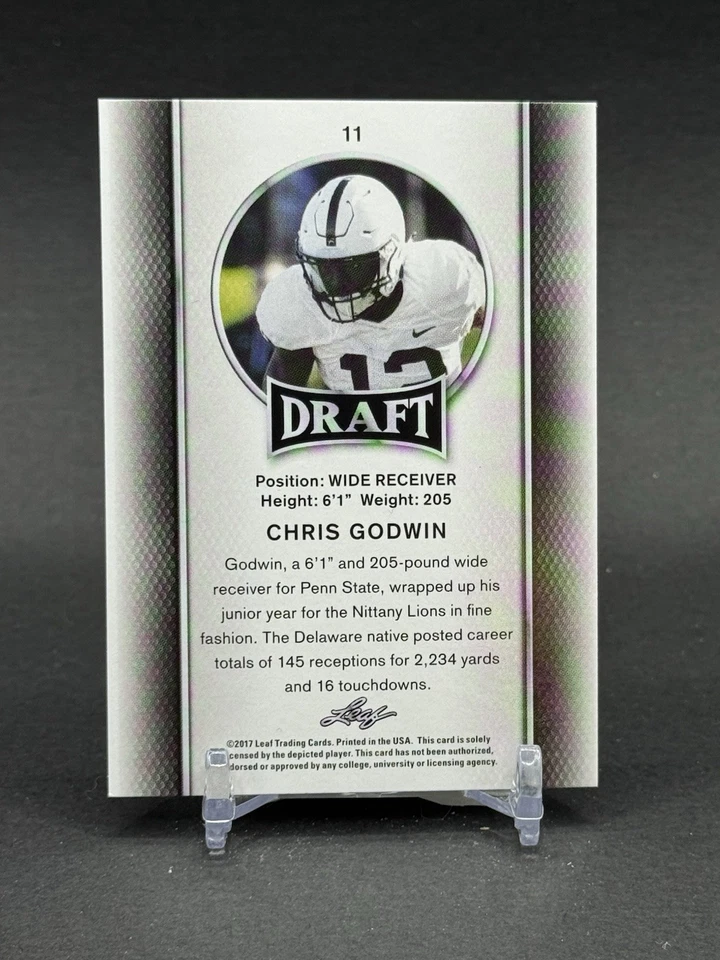 11
12
DRAFT
Position: WIDE RECEIVER
Height: 6'1" Weight: 205
CHRIS GODWIN
Godwin, a 6'1" and 205-pound wide
receiver for Penn State, wrapped up his
junior year for the Nittany Lions in fine
fashion. The Delaware native posted career
totals of 145 receptions for 2,234 yards
and 16 touchdowns.
Leaf
©2017 Leaf Trading Cards. Printed in the USA. This card is solely
censed by the depicted player. This card has not been authorized,
dorsed or approved by any college, university or licensing agency.